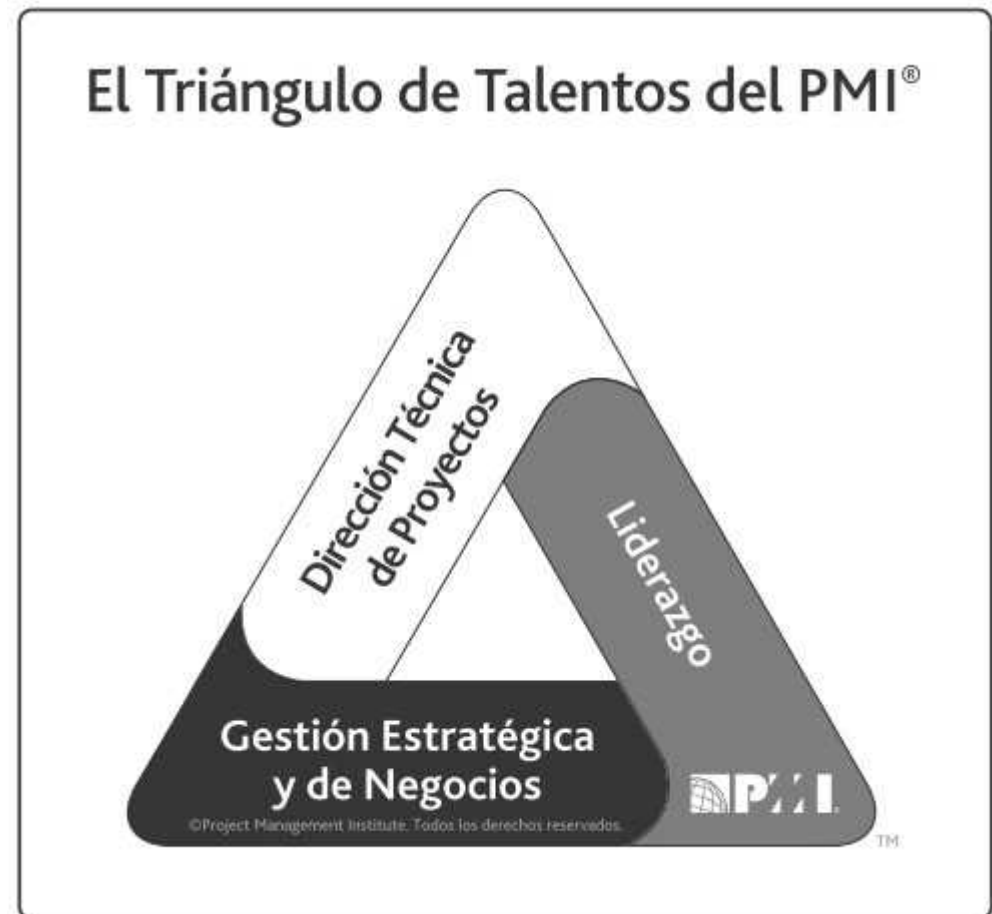 El Triángulo de Talentos del PMI®
Dirección Técnica
de Proyectos
Liderazgo
Gestión Estratégica
y de Negocios
PMI
©Project Management Institute. Todos los derechos reservados.
TM